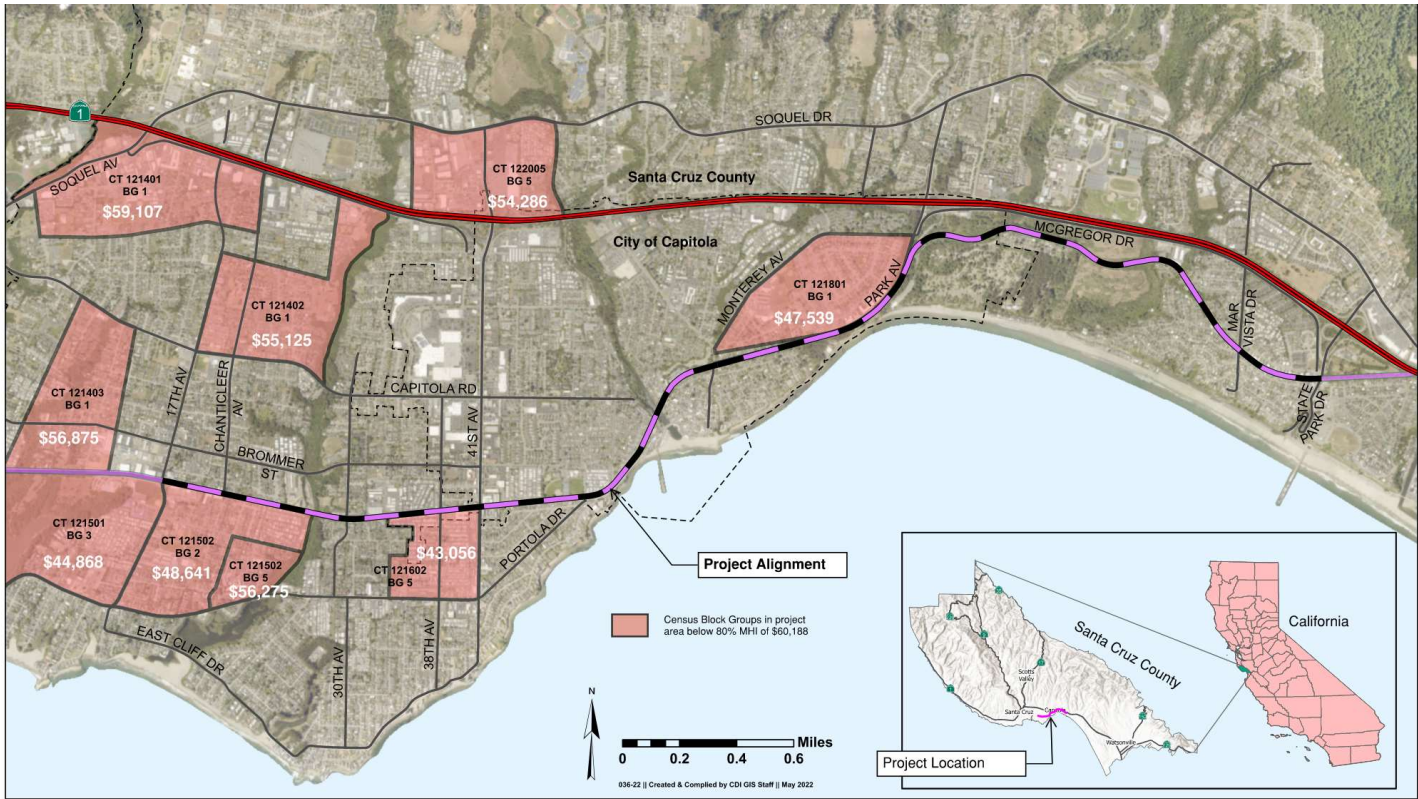 1
SOQUEL DR
SOQUEL AV
CT 121401
BG 1
$59,107
CT 122005
BG 5
$54,286
Santa Cruz County
City of Capitola
MCGREGOR DR
MONTEREY AV
PARK AV
CT 121801
BG 1
$47,539
CT 121402
BG 1
$55,125
MAR
VISTA DR
STATE
PARK DR
17TH AV
CHANTICLEER
AV
CAPITOLA RD
41ST AV
CT 121403
BG 1
$56,875
BROMMER
ST
CT 121501
BG 3
$44,868
CT 121502
BG 2
$48,641
CT 121502
BG 5
$56,275
CT 121602
BG 5
$43,056
PORTOLA DR
Project Alignment
EAST CLIFF DR
30TH AV
38TH AV
Census Block Groups in project
area below 80% MHI of $60,188
N
Miles
0
0.2
0.4
0.6
036-22 || Created & Complied by CDI GIS Staff || May 2022
Santa Cruz County
California
Scotts
Valley
Santa Cruz
Capitola
Watsonville
Project Location